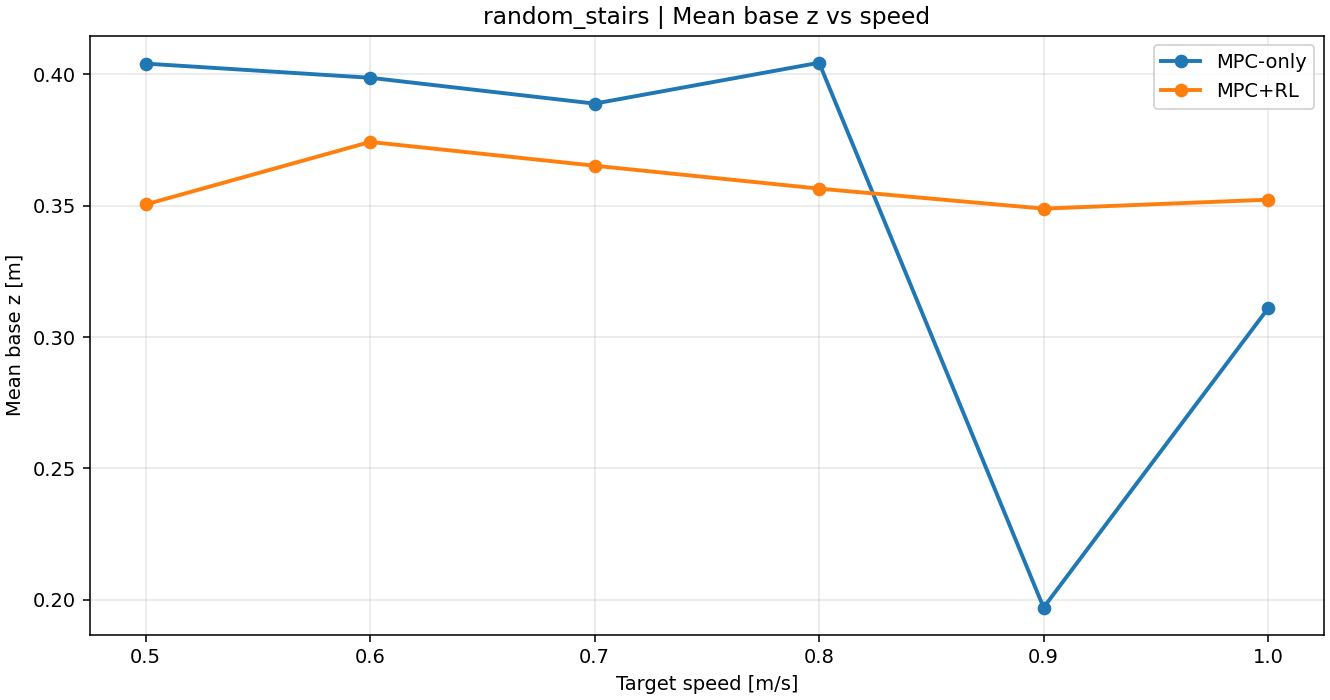 random_stairs | Mean base z vs speed
MPC-only
MPC+RL
Mean base z [m]
0.40
0.35
0.30
0.25
0.20
0.5 0.6 0.7 0.8 0.9 1.0
Target speed [m/s]